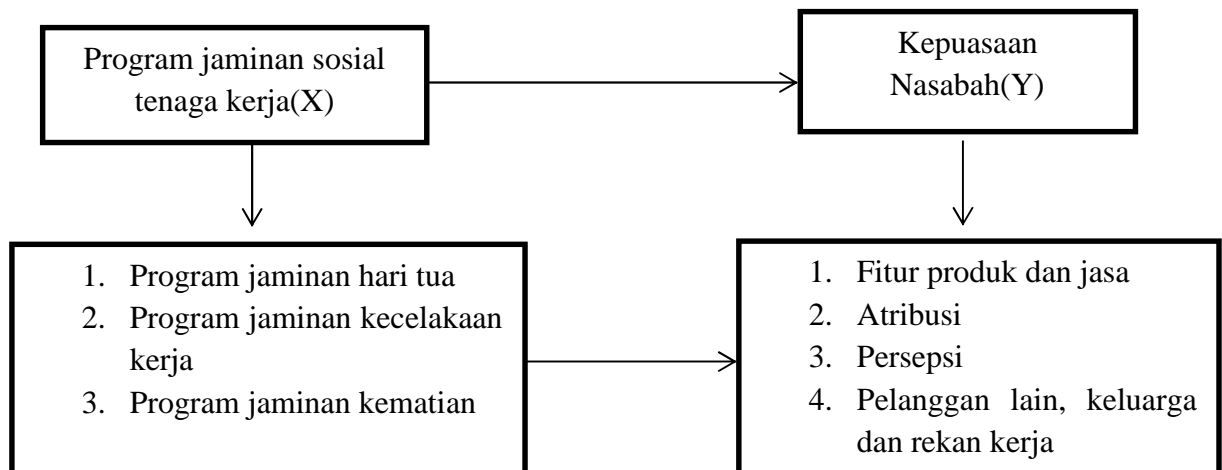 Program jaminan sosial
tenaga kerja(X)
Kepuasaan
Nasabah(Y)
1. Program jaminan hari tua
2. Program jaminan kecelakaan
kerja
3. Program jaminan kematian
1. Fitur produk dan jasa
2. Atribusi
3. Persepsi
4. Pelanggan lain, keluarga
dan rekan kerja